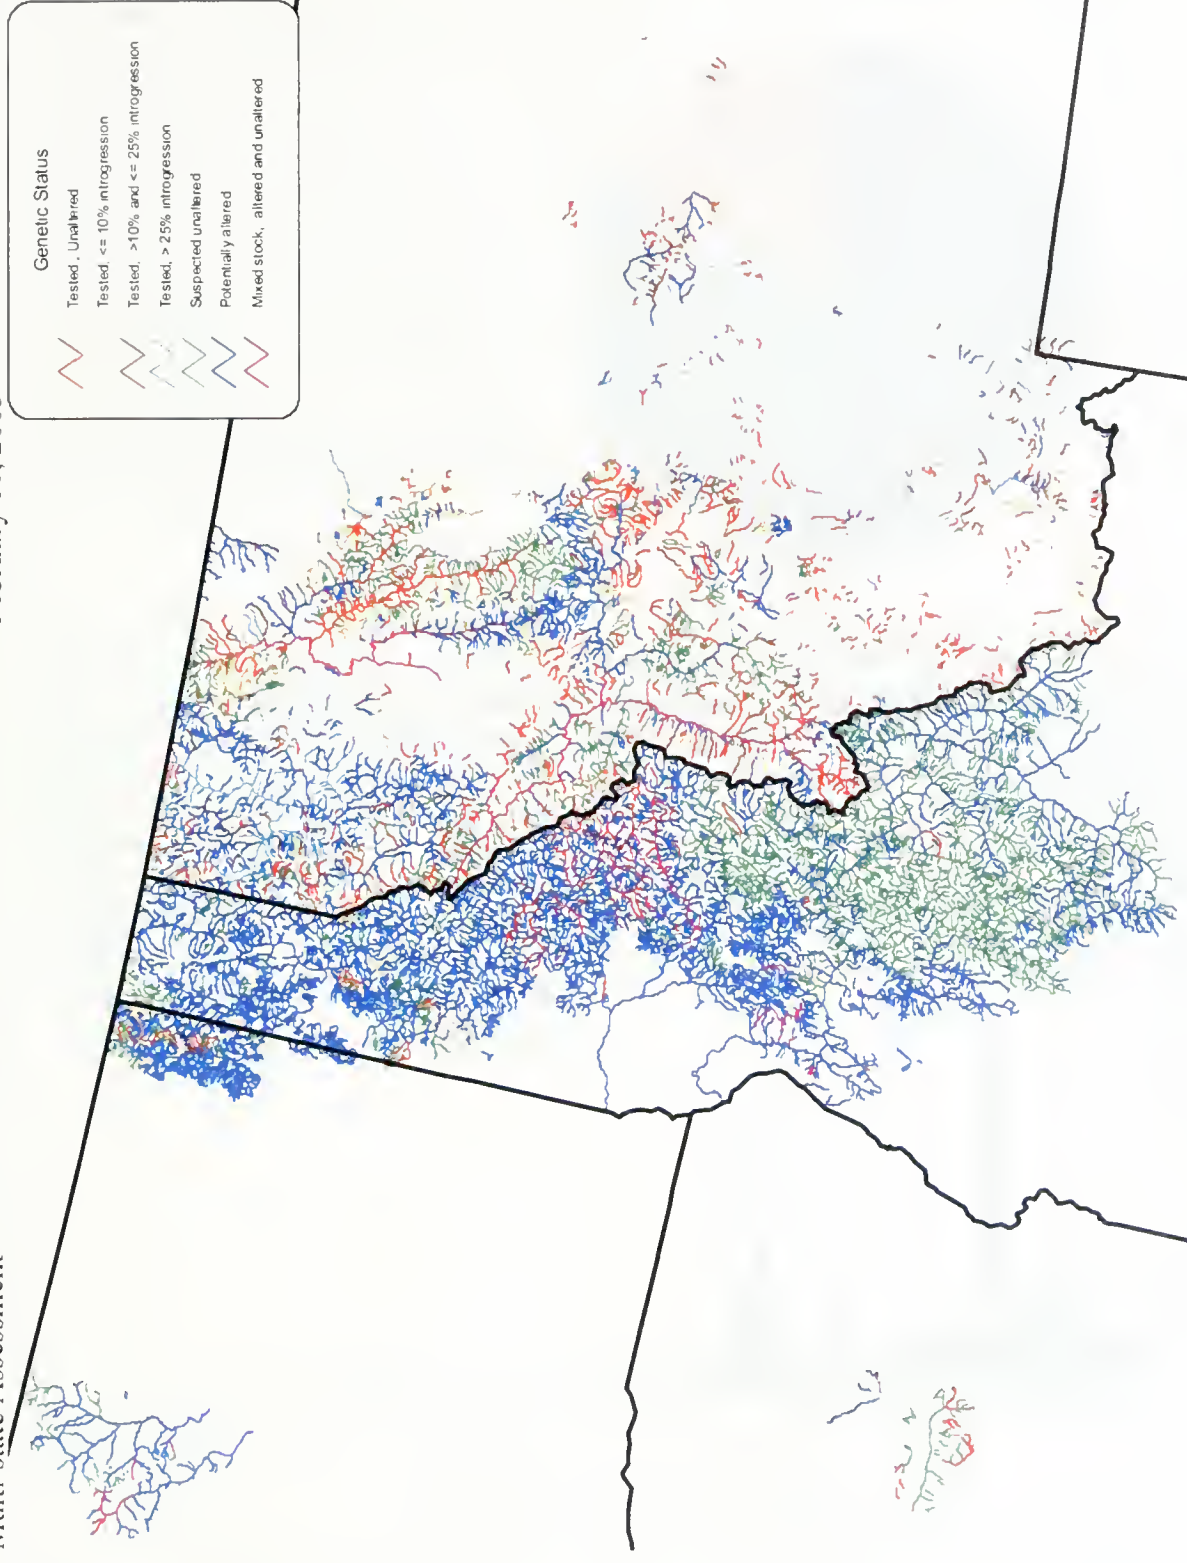 Genetic Status
Tested, Unaltered
Tested, <= 10% introgression
Tested, >10% and <= 25% introgression
Tested, > 25% introgression
Suspected unaltered
Potentially altered
Mixed stock, altered and unaltered